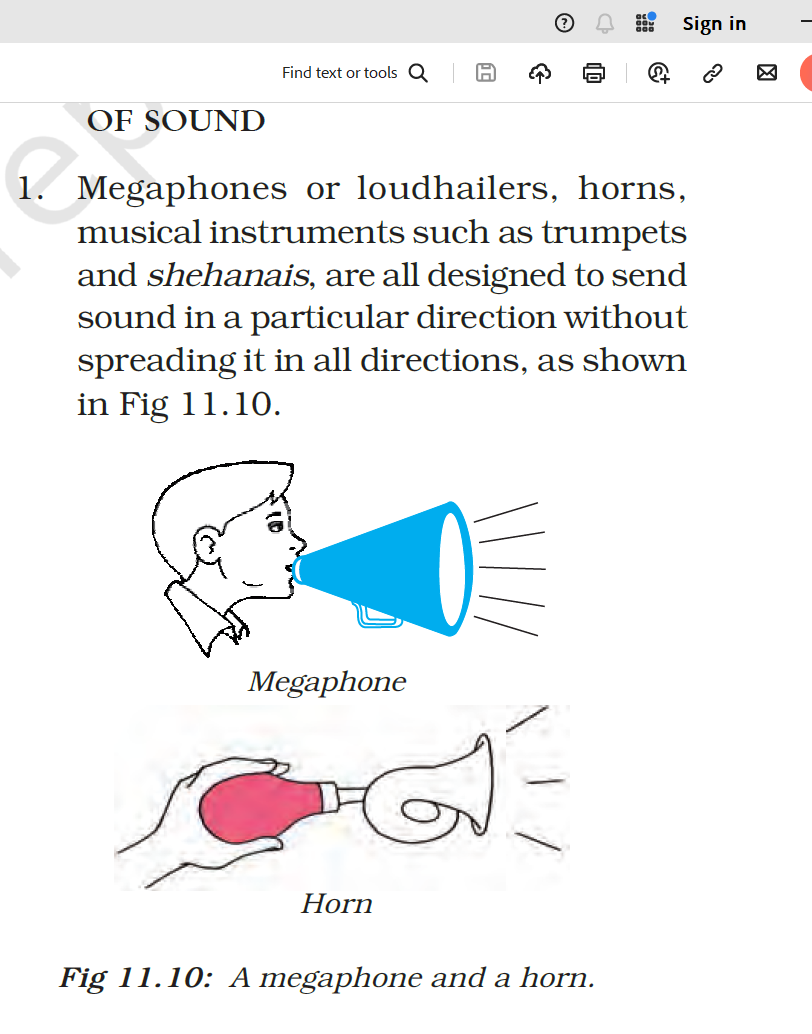 Sign in
Find text or tools
OF SOUND
1. Megaphones or loudhailers, horns,
musical instruments such as trumpets
and shehanais, are all designed to send
sound in a particular direction without
spreading it in all directions, as shown
in Fig 11.10.
Megaphone
Horn
Fig 11.10: A megaphone and a horn.